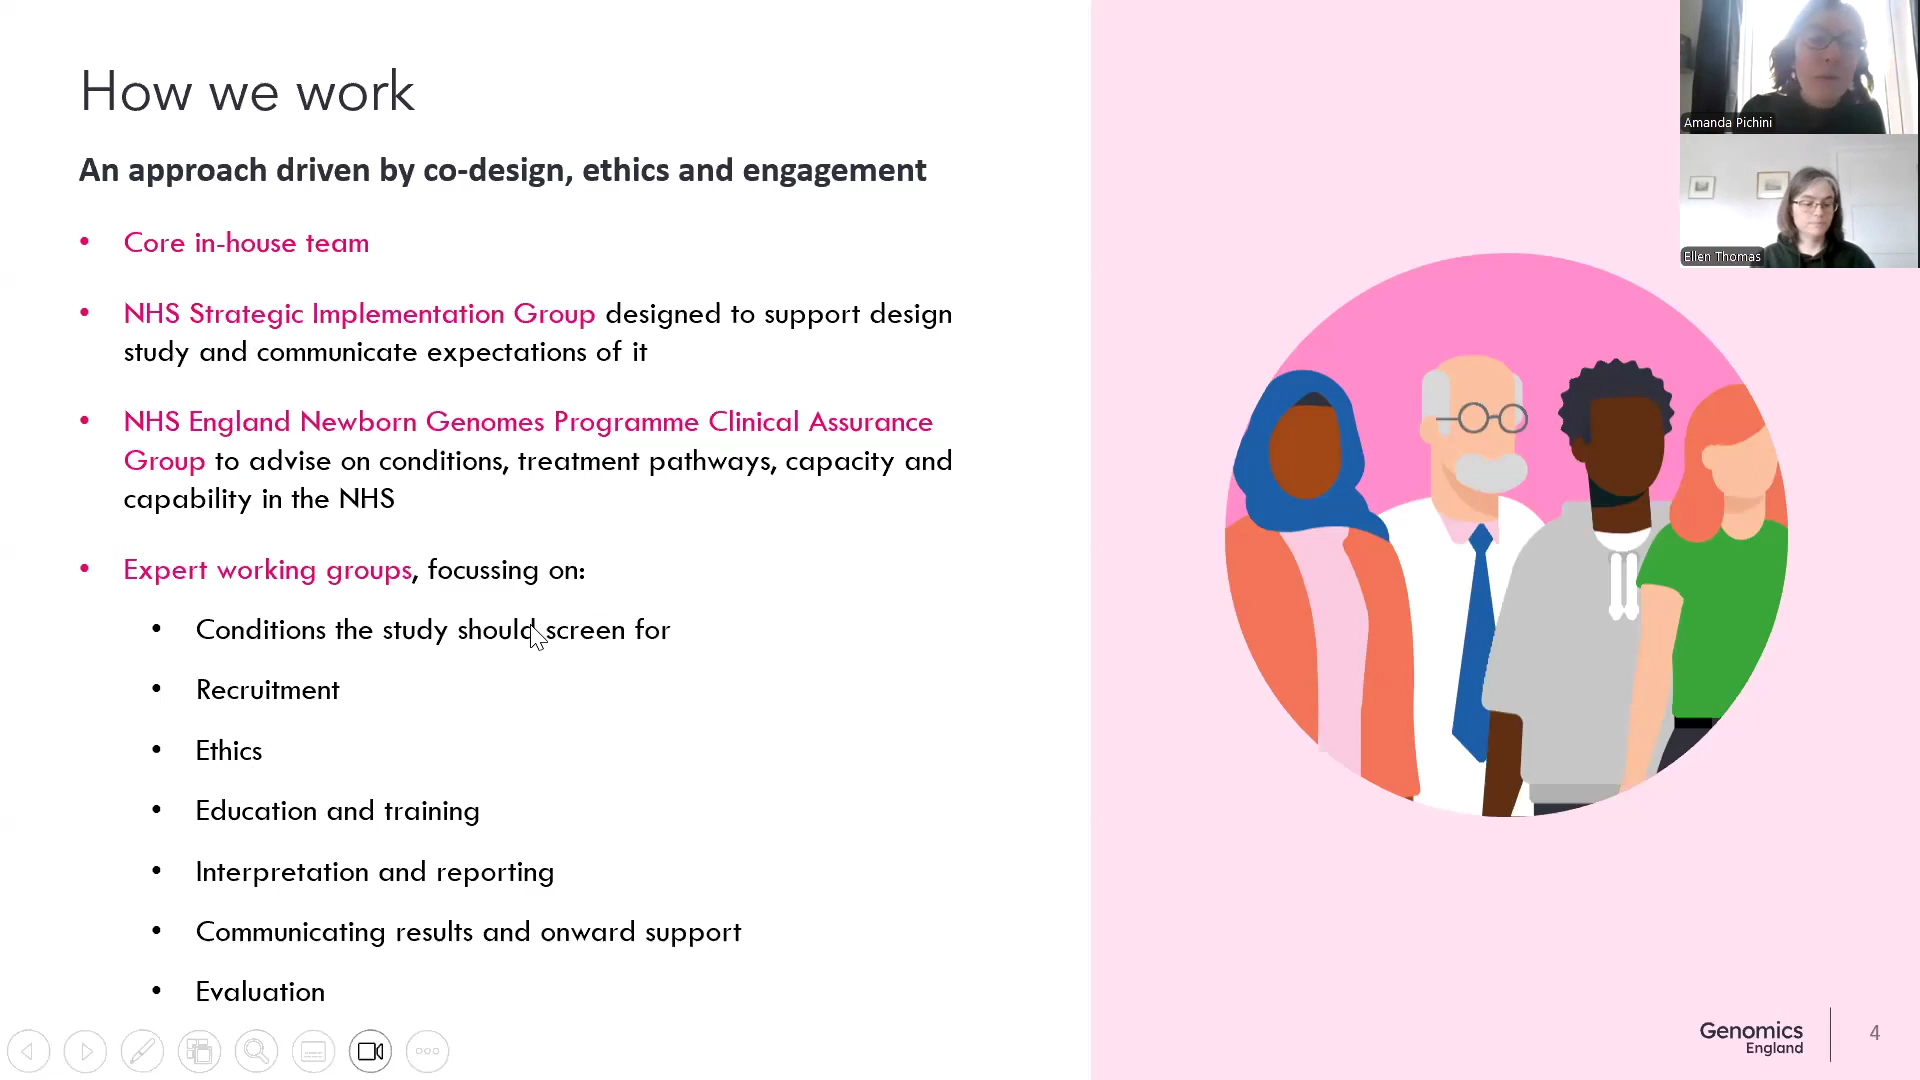 How we work
An approach driven by co-design, ethics and engagement
• Core in-house team
• NHS Strategic Implementation Group designed to support design
study and communicate expectations of it
• NHS England Newborn Genomes Programme Clinical Assurance
Group to advise on conditions, treatment pathways, capacity and
capability in the NHS
• Expert working groups, focussing on:
• Conditions the study should screen for
• Recruitment
• Ethics
• Education and training
• Interpretation and reporting
• Communicating results and onward support
• Evaluation
Amanda Pichini
Ellen Thomas
Genomics
England
4